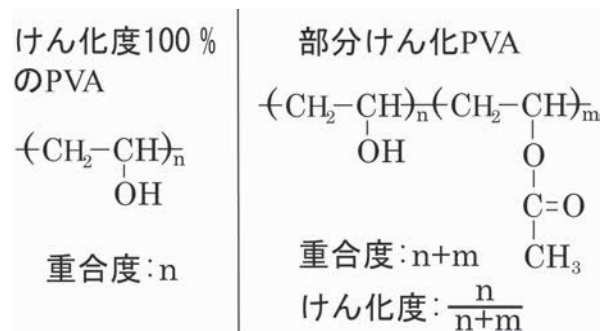 けん化度100%
のPVA
-(CH₂-CH)n
OH
重合度:n
部分けん化PVA
-(CH₂-CH)n(CH₂-CH)m
OH
O
C=O
CH₃
重合度:n+m
けん化度: n
n+m